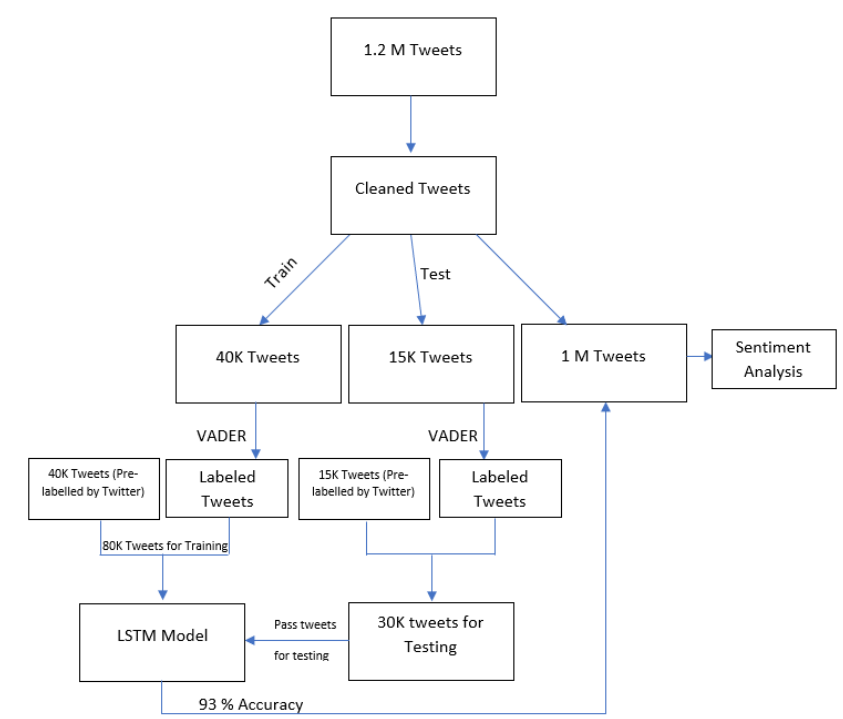 1.2 M Tweets
Cleaned Tweets
Train
Test
40K Tweets
15K Tweets
1 M Tweets
Sentiment
Analysis
VADER
VADER
40K Tweets (Pre-
labelled by Twitter)
Labeled
Tweets
15K Tweets (Pre-
labelled by Twitter)
Labeled
Tweets
80K Tweets for Training
LSTM Model
Pass tweets
for testing
30K tweets for
Testing
93 % Accuracy